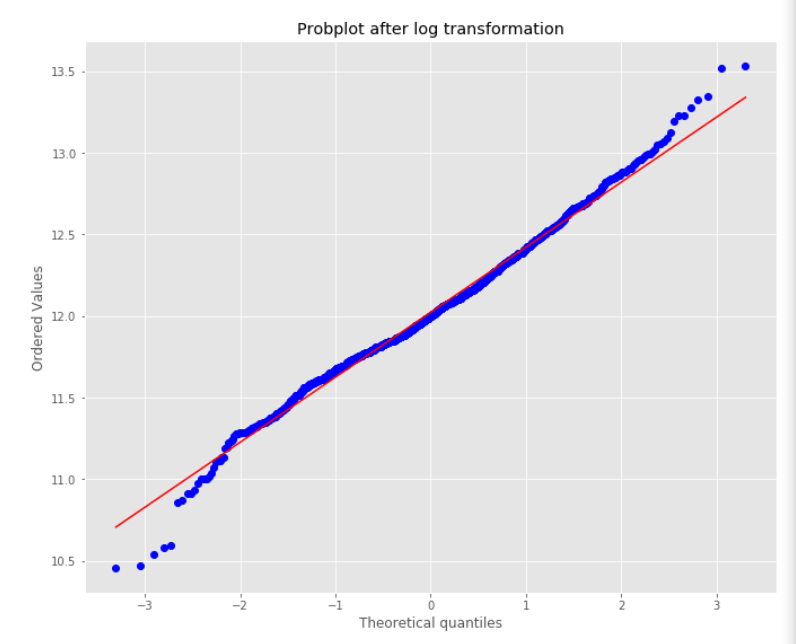 Probplot after log transformation
13.5
13.0
12.5
12.0
11.5
11.0
10.5
Ordered Values
−3 −2 −1 0 1 2 3
Theoretical quantiles